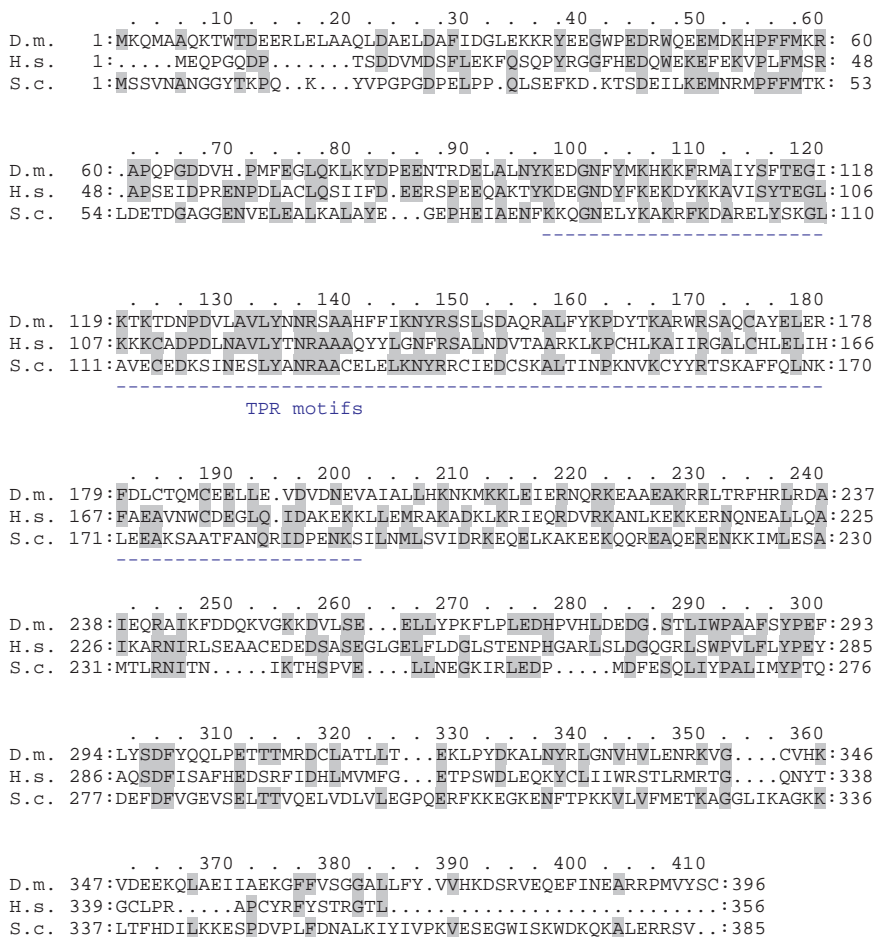 . . .10 . . .20 . . .30 . . .40 . . .50 . . .60
D.m. 1:MKQMAAQKTWTDEERLELAAQLDAELDAFIDGLEKKRYEEGWPEDRWQEEMDKHPFFMKR: 60
H.s. 1:.....MEQPGQDP.......TSDDVMDSFLEKFQSQPYRGGFHEDQWEKEFEKVPLFMSR: 48
S.c. 1:MSSVNANGGYTKPQ..K...YVPGPGDPELPP.QLSEFKD.KTSDEILKEMNRMPFFMTK: 53
. . .70 . . .80 . . .90 . . 100 . . 110 . . 120
D.m. 60:.APQPGDDVH.PMFEGLQKLKYDPEENTRDELALNYKEDGNFYMKHKKFRMAIYSFTEGI:118
H.s. 48:.APSEIDPRENPDLACLQSIIFD.EERSPEEQAKTYKDEGNDYFKEKDYKKAVISYTEGL:106
S.c. 54:LDETDGAGGENVELEALKALAYE...GEPHEIAENFKKQGNELYKAKRFKDARELYSKGL:110
------------------------
. . 130 . . 140 . . 150 . . 160 . . 170 . . 180
D.m. 119:KTKTDNPDVLAVLYNNRSAAHFFIKNYRSSLSDAQRALFYKPDYTKARWRSAQCAYELER:178
H.s. 107:KKKCADPDLNAVLYTNRAAAQYYLGNFRSALNDVTAARKLKPCHLKAIIRGALCHLELIH:166
S.c. 111:AVECEDKSINESLYANRAACELELKNYRRCIEDCSKALTINPKNVKCYYRTSKAFFQLNK:170
------------------------------------------------------------
TPR motifs
. . 190 . . 200 . . 210 . . 220 . . 230 . . 240
D.m. 179:FDLCTQMCEELLE.VDVDNEVAIALLHKNKMKKLEIERNQRKEAAEAKRRLTRFHRLRDA:237
H.s. 167:FAEAVNWCDEGLQ.IDAKEKKLLEMRAKADKLKRIEQRDVRKANLKEKKERNQNEALLQA:225
S.c. 171:LEEAKSAATFANQRIDPENKSILNMLSVIDRKEQELKAKEEKQQREAQERENKKIMLESA:230
---------------------
. . 250 . . 260 . . 270 . . 280 . . 290 . . 300
D.m. 238:IEQRAIKFDDQKVGKKDVLSE...ELLYPKFLPLEDHPVHLDEDG.STLIWPAAFSYPEF:293
H.s. 226:IKARNIRLSEAACEDEDSASEGLGELFLDGLSTENPHGARLSLDGQGRLSWPVLFLYPEY:285
S.c. 231:MTLRNITN.....IKTHSPVE....LLNEGKIRLEDP.....MDFESQLIYPALIMYPTQ:276
. . 310 . . 320 . . 330 . . 340 . . 350 . . 360
D.m. 294:LYSDFYQQLPETTTMRDCLATLLT...EKLPYDKALNYRLGNVHVLENRKVG....CVHK:346
H.s. 286:AQSDFISAFHEDSRFIDHLMVMFG...ETPSWDLEQKYCLIIWRSTLRMRTG....QNYT:338
S.c. 277:DEFDFVGEVSELTTVQELVDLVLEGPQERFKKEGKENFTPKKVLVFMETKAGGLIKAGKK:336
. . 370 . . 380 . . 390 . . 400 . . 410
D.m. 347:VDEEKQLAEIIAEKGFFVSGGALLFY.VVHKDSRVEQEFINEARRPMVYSC:396
H.s. 339:GCLPR.....APCYRFYSTRGTL............................:356
S.c. 337:LTFHDILKKESPDVPLFDNALKIYIVPKVESEGWISKWDKQKALERRSV..:385